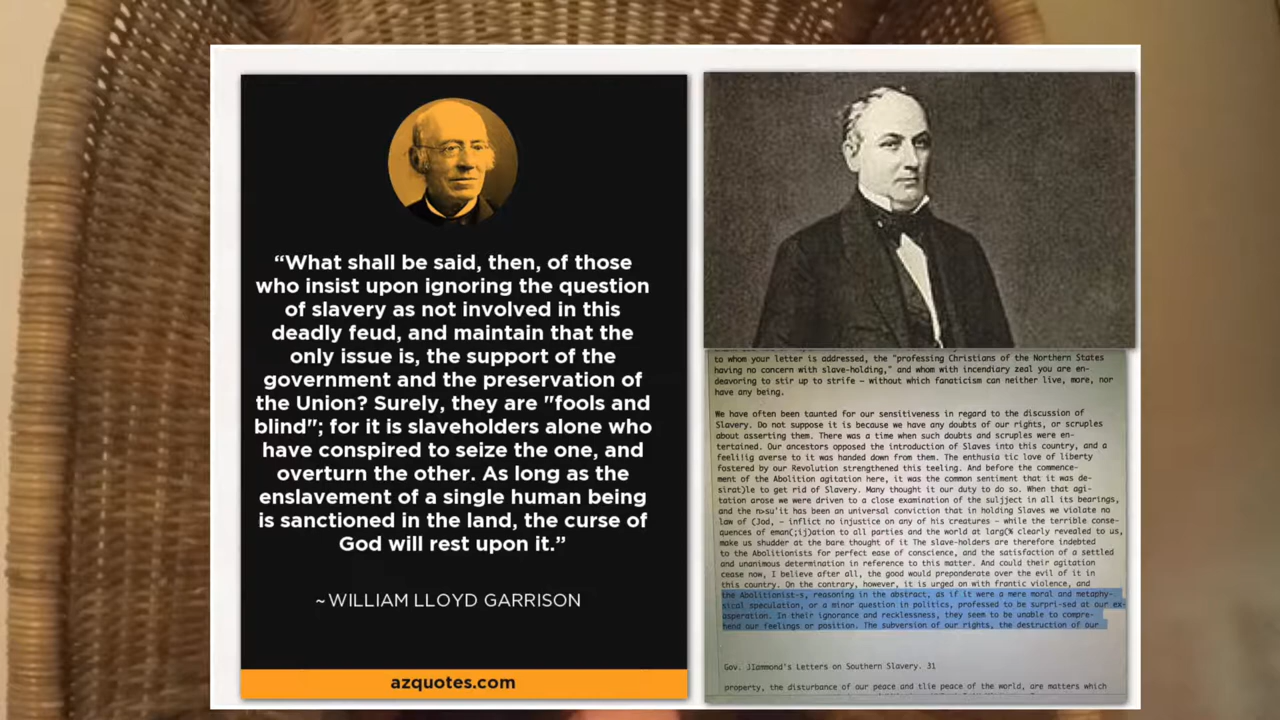 “What shall be said, then, of those
who insist upon ignoring the question
of slavery as not involved in this
deadly feud, and maintain that the
only issue is, the support of the
government and the preservation of
the Union? Surely, they are "fools and
blind"; for it is slaveholders alone who
have conspired to seize the one, and
overturn the other. As long as the
enslavement of a single human being
is sanctioned in the land, the curse of
God will rest upon it.”
~ WILLIAM LLOYD GARRISON
azquotes.com
to whom your letter is addressed, the "professing Christians of the Northern States
having no concern with slave-holding," and whom with incendiary zeal you are en-
deavoring to stir up to strife – without which fanaticism can neither live, more, nor
have any being.
We have often been taunted for our sensitiveness in regard to the discussion of
Slavery. Do not suppose it is because we have any doubts of our rights, or scruples
about asserting them. There was a time when such doubts and scruples were en-
tertained. Our ancestors opposed the introduction of Slaves into this country, and a
feel!!ig averse to it was handed down from them. The enthusia tic love of liberty
fostered by our Revolution strengthened this teeling. And before the commence-
ment of the Abolition agitation here, it was the common sentiment that it was de-
sirat)le to get rid of Slavery. Many thought it our duty to do so. When that agi-
tation arose we were driven to a close examination of the suljject in all its bearings,
and the n>su'it has been an universal conviction that in holding Slaves we violate no
law of (Jod, – inflict no injustice on any of his creatures – while the terrible conse-
quences of eman(;ij)ation to all parties and the world at larg(% clearly revealed to us,
make us shudder at the bare thought of it The slave-holders are therefore indebted
to the Abolitionists for perfect ease of conscience, and the satisfaction of a settled
and unanimous determination in reference to this matter. And could their agitation
cease now, I believe after all, the good would preponderate over the evil of it in
this country. On the contrary, however, it is urged on with frantic violence, and
the Abolitionist-s, reasoning in the abstract, as if it were a mere moral and metaphy-
sical speculation, or a minor question in politics, professed to be surpri-sed at our ex-
asperation. In their ignorance and recklessness, they seem to be unable to compre-
hend our feelings or position. The subversion of our rights, the destruction of our
Gov. JIammond's Letters on Southern Slavery. 31
property, the disturbance of our peace and tlie peace of the world, are matters which